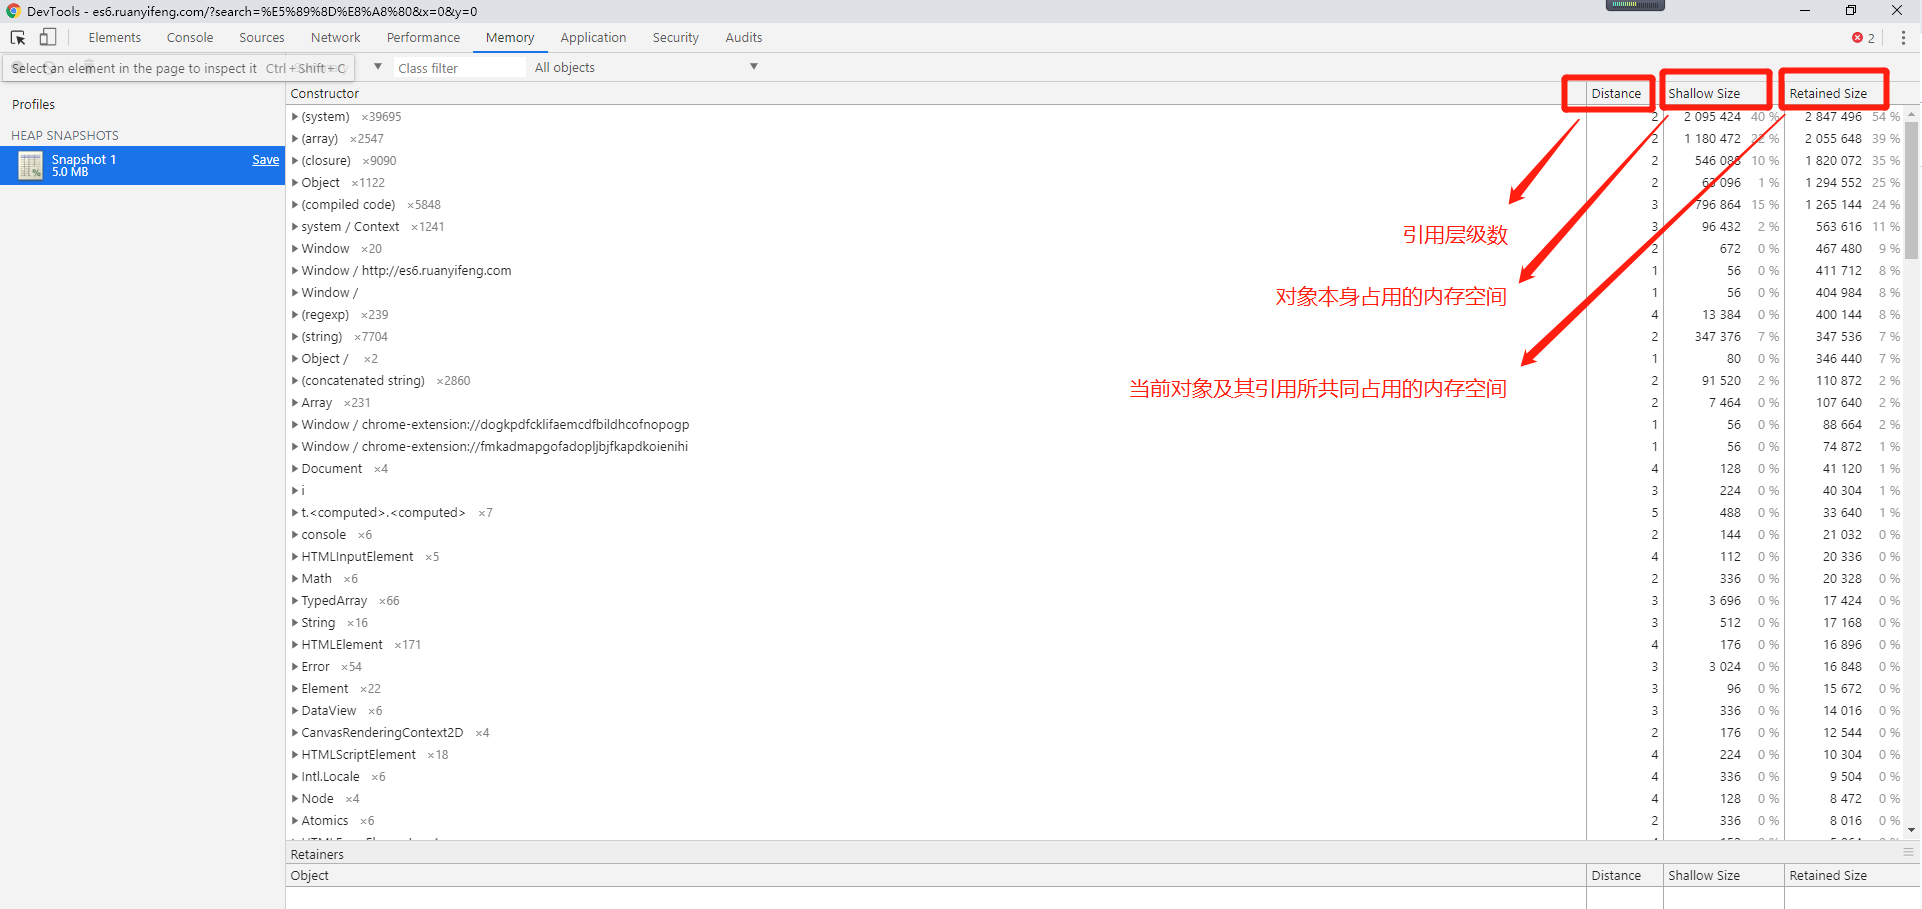 DevTools - es6.ruanyifeng.com/?search=%E5%89%8D%E8%A8%80&x=0&y=0
Elements Console Sources Network Performance Memory Application Security Audits 2
Select an element in the page to inspect it Ctrl + Shift + C Class filter All objects
Profiles
HEAP SNAPSHOTS
Snapshot 1 Save
5.0 MB
Constructor Distance Shallow Size Retained Size
(system) ×39695 2 2 095 424 40 % 2 847 496 54 %
(array) ×2547 2 1 180 472 22 % 2 055 648 39 %
(closure) ×9090 2 546 088 10 % 1 820 072 35 %
Object ×1122 2 63 096 1 % 1 294 552 25 %
(compiled code) ×5848 3 796 864 15 % 1 265 144 24 %
system / Context ×1241 3 96 432 2 % 563 616 11 %
Window ×20 2 672 0 % 467 480 9 %
Window / http://es6.ruanyifeng.com 1 56 0 % 411 712 8 %
Window / 1 56 0 % 404 984 8 %
(regexp) ×239 4 13 384 0 % 400 144 8 %
(string) ×7704 2 347 376 7 % 347 536 7 %
Object / ×2 1 80 0 % 346 440 7 %
(concatenated string) ×2860 2 91 520 2 % 110 872 2 %
Array ×231 2 7 464 0 % 107 640 2 %
Window / chrome-extension://dogkpdfcklifaemcdfbildhcofnopogp 1 56 0 % 88 664 2 %
Window / chrome-extension://fmkadmapgofadopljbjfkapdkoienihi 1 56 0 % 74 872 1 %
Document ×4 4 128 0 % 41 120 1 %
i 3 224 0 % 40 304 1 %
t.<computed>.<computed> ×7 5 488 0 % 33 640 1 %
console ×6 2 144 0 % 21 032 0 %
HTMLInputElement ×5 4 112 0 % 20 336 0 %
Math ×6 2 336 0 % 20 328 0 %
TypedArray ×66 3 3 696 0 % 17 424 0 %
String ×16 3 512 0 % 17 168 0 %
HTMLElement ×171 4 176 0 % 16 896 0 %
Error ×54 3 3 024 0 % 16 848 0 %
Element ×22 3 96 0 % 15 672 0 %
DataView ×6 3 336 0 % 14 016 0 %
CanvasRenderingContext2D ×4 2 176 0 % 12 544 0 %
HTMLScriptElement ×18 4 224 0 % 10 304 0 %
Intl.Locale ×6 4 336 0 % 9 504 0 %
Node ×4 4 128 0 % 8 472 0 %
Atomics ×6 2 336 0 % 8 016 0 %
引用层级数
对象本身占用的内存空间
当前对象及其引用所共同占用的内存空间
Retainers
Object Distance Shallow Size Retained Size